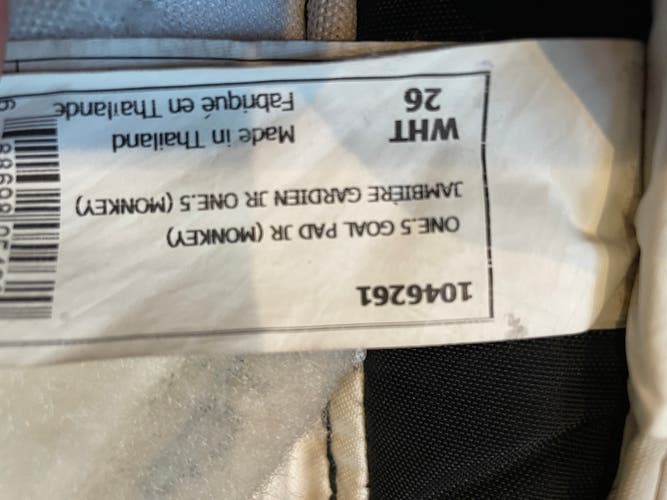 1046261
ONE.5 GOAL PAD JR (MONKEY)
JAMBIÈRE GARDIEN JR ONE.5 (MONKEY)
WHT
26
Made in Thailand
Fabriqué en Thaïlande